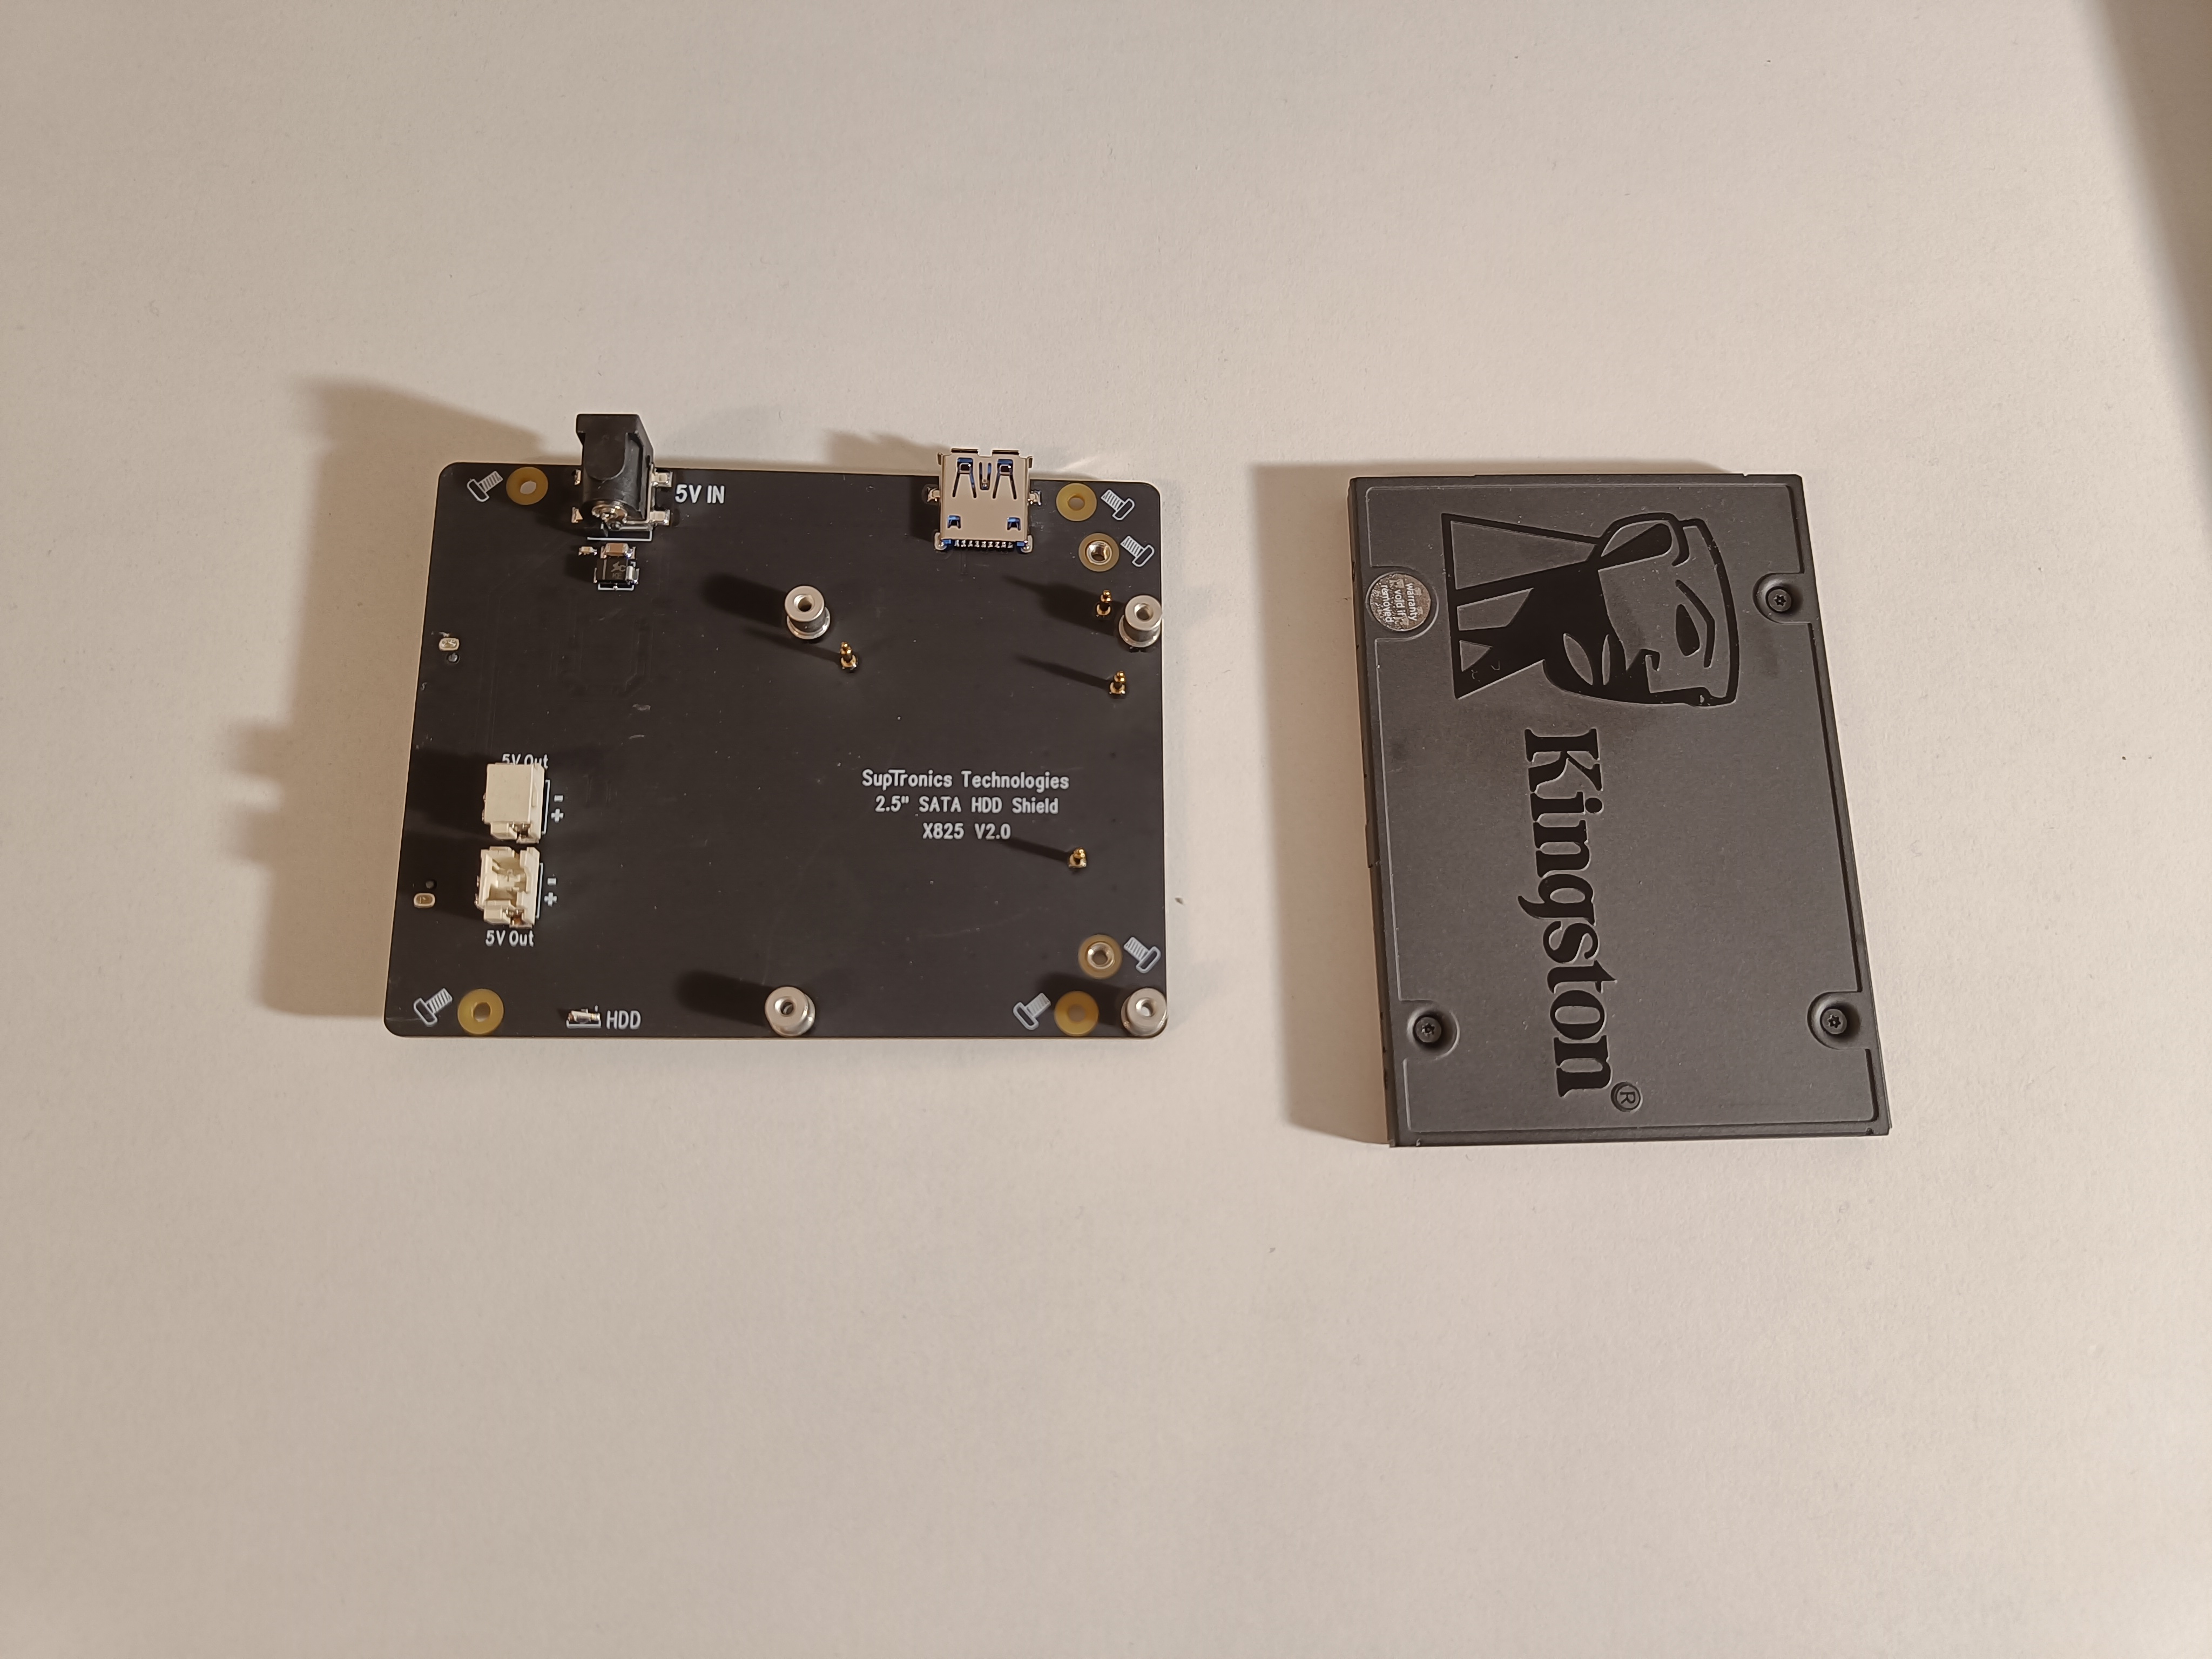 5V IN
5V Out
-
+
-
+
5V Out
HDD
SupTronics Technologies
2.5" SATA HDD Shield
X825 V2.0
warranty
void if
removed
Kingston®